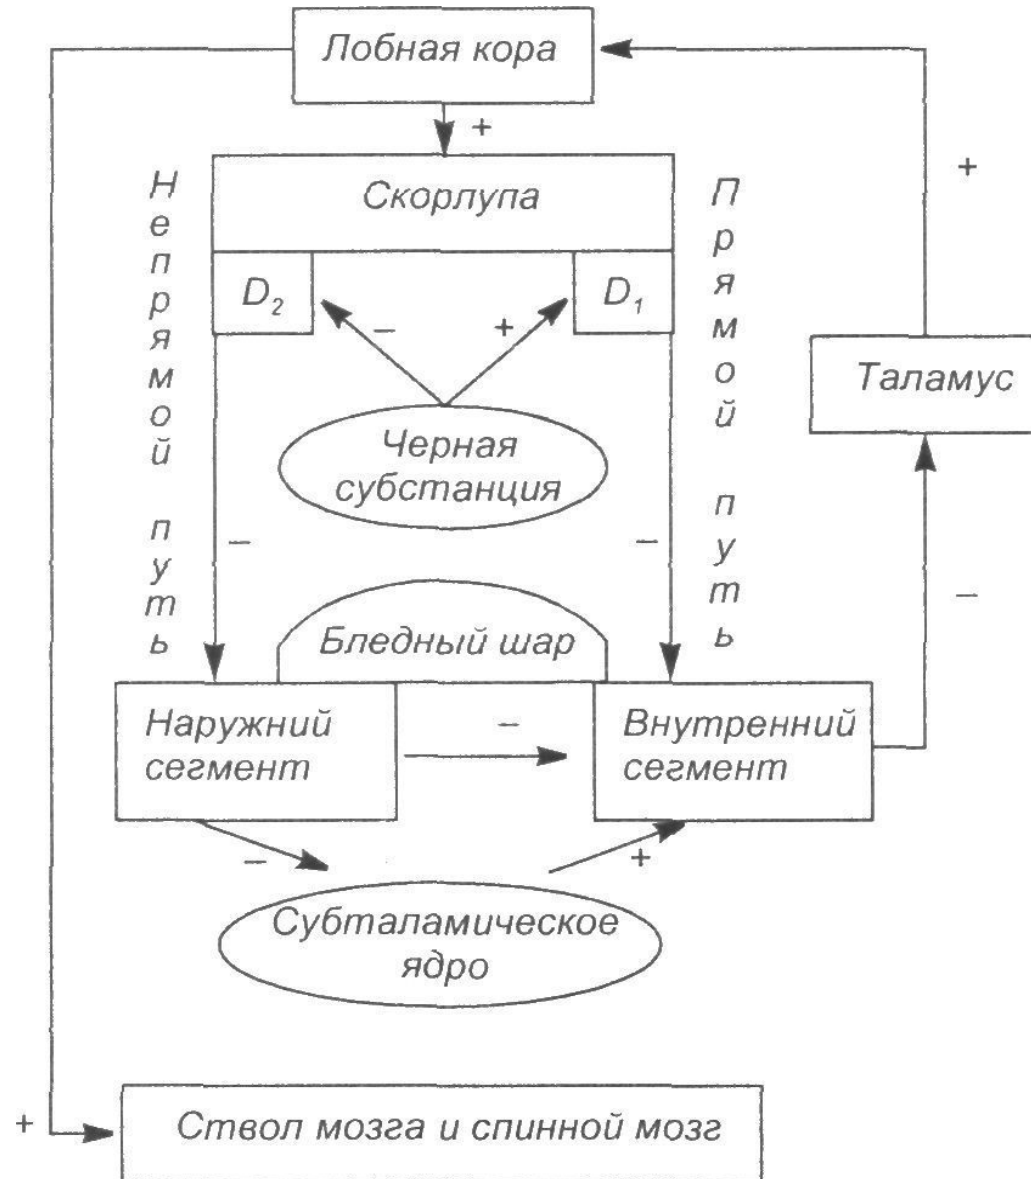 Лобная кора
+
+
Скорлупа
Непрямой путь
Прямой путь
D₂
D₁
–
+
Таламус
Черная
субстанция
–
–
–
Бледный шар
Наружний
сегмент
–
Внутренний
сегмент
–
+
Субталамическое
ядро
+
Ствол мозга и спинной мозг